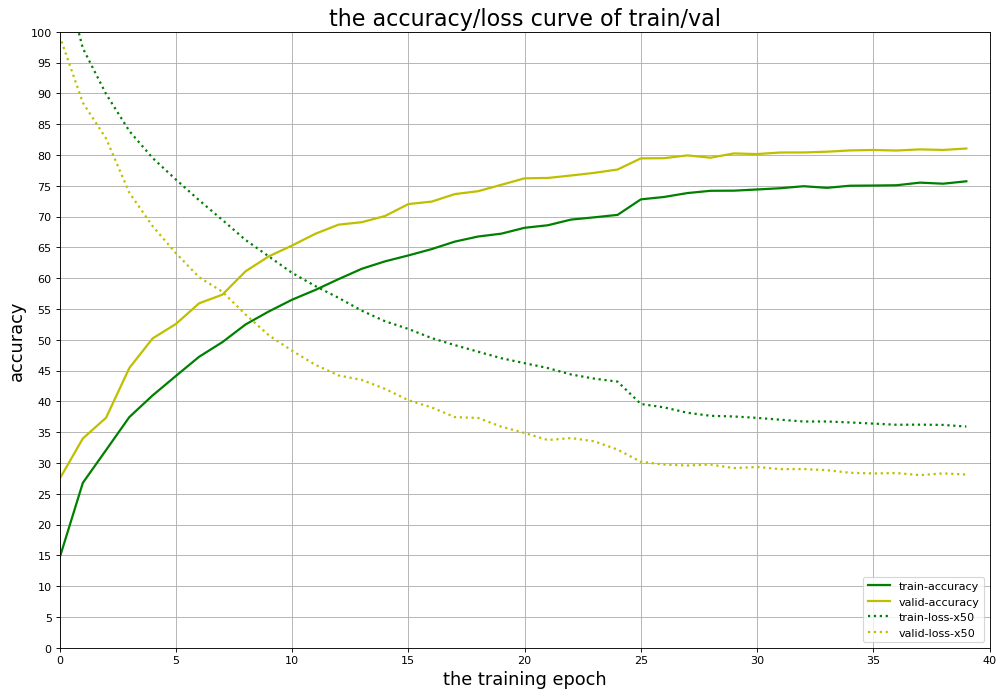 the accuracy/loss curve of train/val
100
95
90
85
80
75
70
65
60
55
50
45
40
35
30
25
20
15
10
5
0
accuracy
0 5 10 15 20 25 30 35 40
the training epoch
train-accuracy
valid-accuracy
train-loss-x50
valid-loss-x50